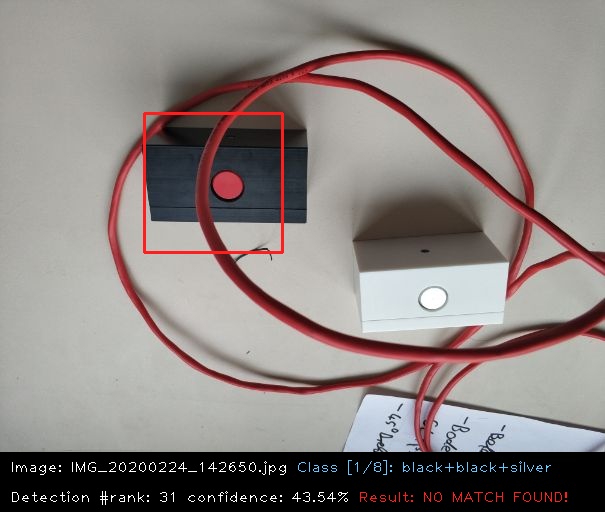 Image: IMG_20200224_142650.jpg Class [1/8]: black+black+silver
Detection #rank: 31 confidence: 43.54% Result: NO MATCH FOUND!